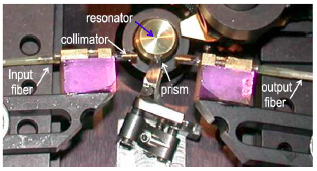 resonator
collimator
Input
fiber
prism
output
fiber